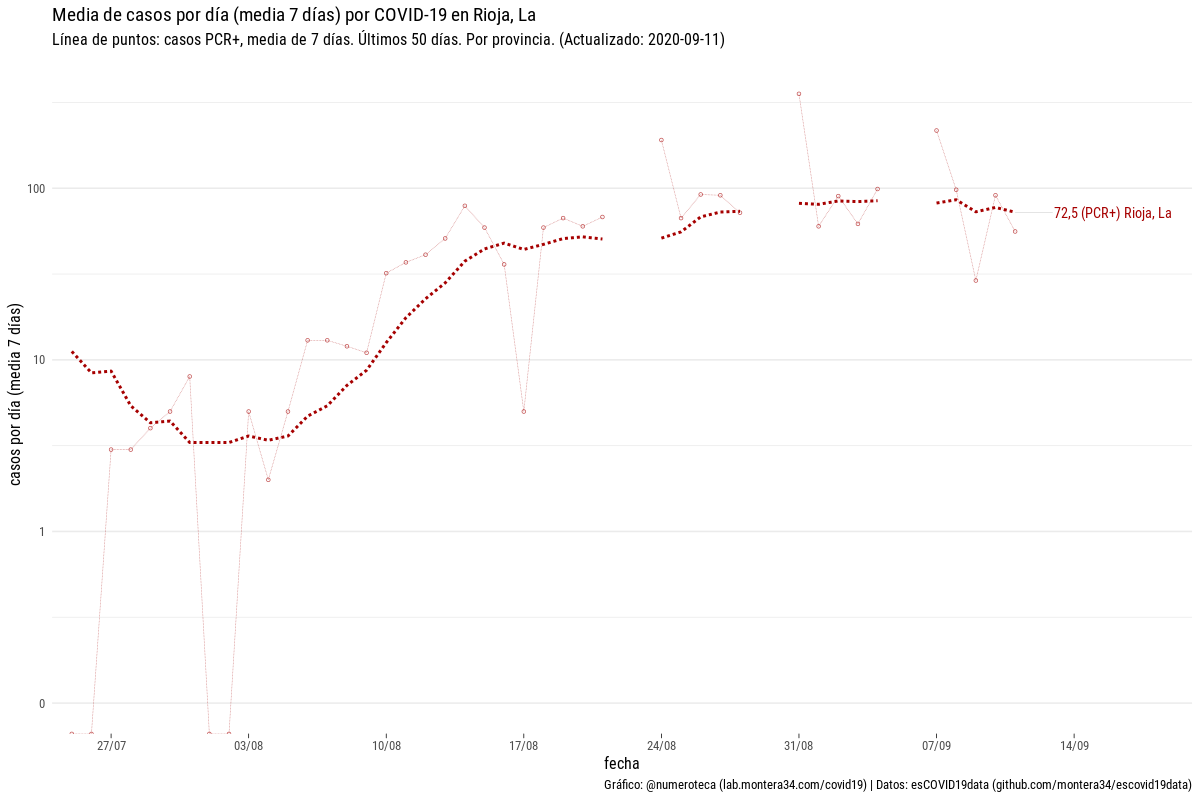 Media de casos por día (media 7 días) por COVID-19 en Rioja, La
Línea de puntos: casos PCR+, media de 7 días. Últimos 50 días. Por provincia. (Actualizado: 2020-09-11)
casos por día (media 7 días)
100
10
1
0
72,5 (PCR+) Rioja, La
27/07
03/08
10/08
17/08
24/08
31/08
07/09
14/09
fecha
Gráfico: @numeroteca (lab.montera34.com/covid19) | Datos: esCOVID19data (github.com/montera34/escovid19data)